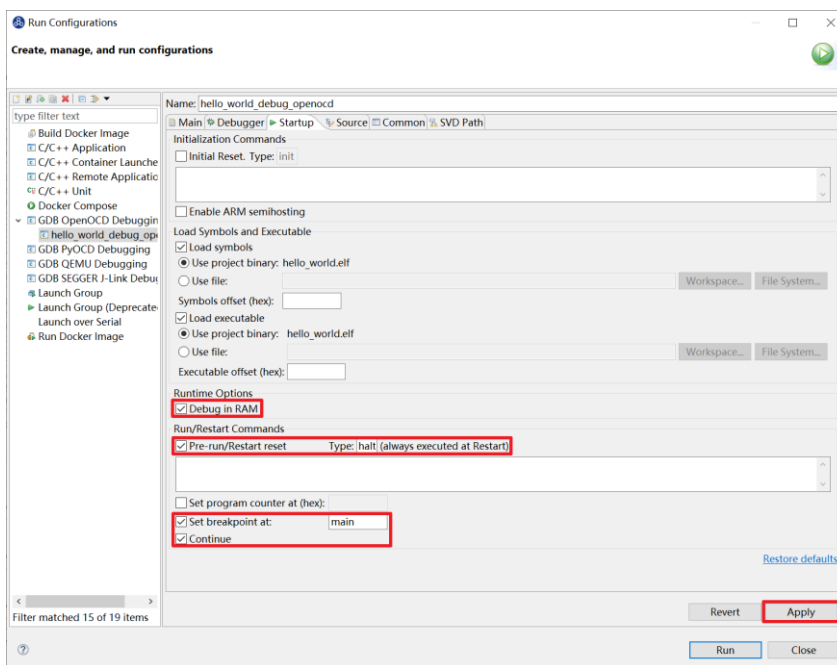 Run Configurations
Create, manage, and run configurations
type filter text
Build Docker Image
C/C++ Application
C/C++ Container Launche
C/C++ Remote Applicatio
C/C++ Unit
Docker Compose
GDB OpenOCD Debuggin
hello_world_debug_ope
GDB PyOCD Debugging
GDB QEMU Debugging
GDB SEGGER J-Link Debug
Launch Group
Launch Group (Deprecate
Launch over Serial
Run Docker Image
Filter matched 15 of 19 items
Name: hello_world_debug_openocd
Main Debugger Startup Source Common SVD Path
Initialization Commands
Initial Reset. Type: init
Enable ARM semihosting
Load Symbols and Executable
Load symbols
Use project binary: hello_world.elf
Use file: Workspace... File System...
Symbols offset (hex):
Load executable
Use project binary: hello_world.elf
Use file: Workspace... File System...
Executable offset (hex):
Runtime Options
Debug in RAM
Run/Restart Commands
Pre-run/Restart reset Type: halt (always executed at Restart)
Set program counter at (hex):
Set breakpoint at: main
Continue
Restore defaults
Revert Apply
Run Close